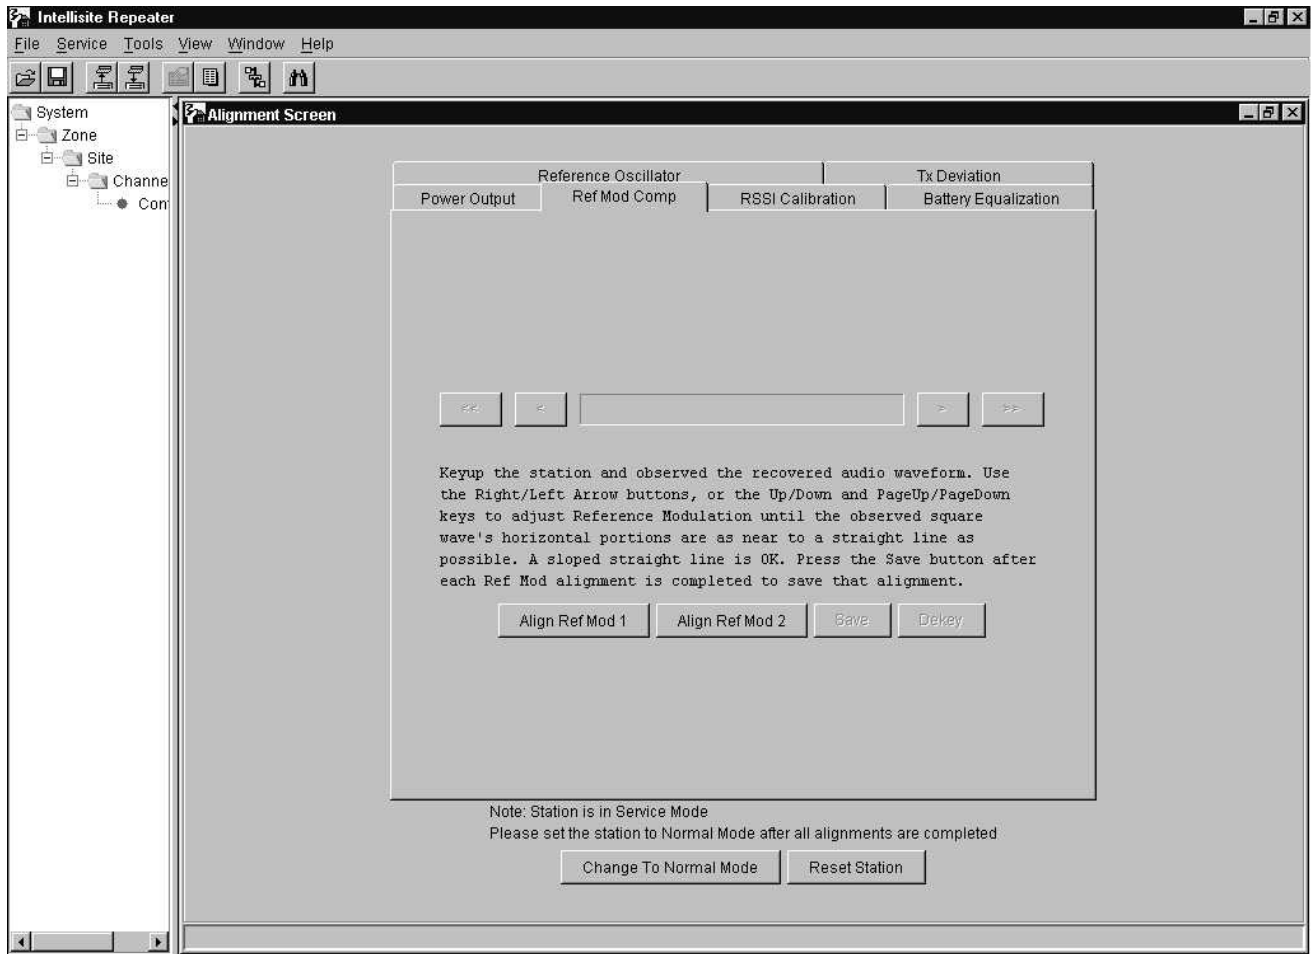 Intellisite Repeater
File Service Tools View Window Help
System
Zone
Site
Channe
Con
Alignment Screen
Reference Oscillator Tx Deviation
Power Output Ref Mod Comp RSSI Calibration Battery Equalization
<< < > >>
Keyup the station and observed the recovered audio waveform. Use
the Right/Left Arrow buttons, or the Up/Down and PageUp/PageDown
keys to adjust Reference Modulation until the observed square
wave's horizontal portions are as near to a straight line as
possible. A sloped straight line is OK. Press the Save button after
each Ref Mod alignment is completed to save that alignment.
Align Ref Mod 1 Align Ref Mod 2 Save Dekey
Note: Station is in Service Mode
Please set the station to Normal Mode after all alignments are completed
Change To Normal Mode Reset Station